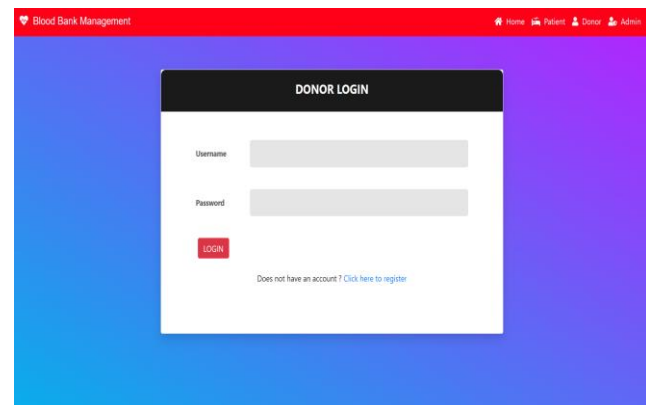 Blood Bank Management
Home Patient Donor Admin
DONOR LOGIN
Username
Password
LOGIN
Does not have an account ? Click here to register